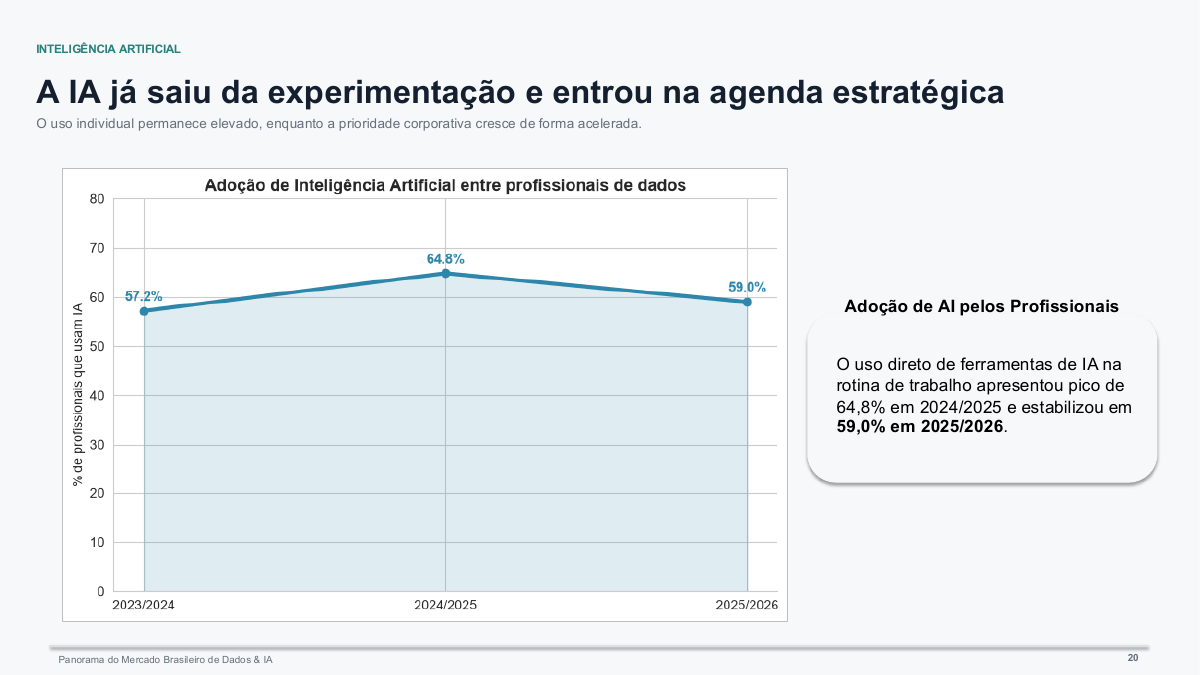 INTELIGÊNCIA ARTIFICIAL
A IA já saiu da experimentação e entrou na agenda estratégica
O uso individual permanece elevado, enquanto a prioridade corporativa cresce de forma acelerada.
Adoção de Inteligência Artificial entre profissionais de dados
% de profissionais que usam IA
80
70
60
50
40
30
20
10
0
57.2%
64.8%
59.0%
2023/2024
2024/2025
2025/2026
Adoção de AI pelos Profissionais
O uso direto de ferramentas de IA na
rotina de trabalho apresentou pico de
64,8% em 2024/2025 e estabilizou em
59,0% em 2025/2026.
Panorama do Mercado Brasileiro de Dados & IA
20